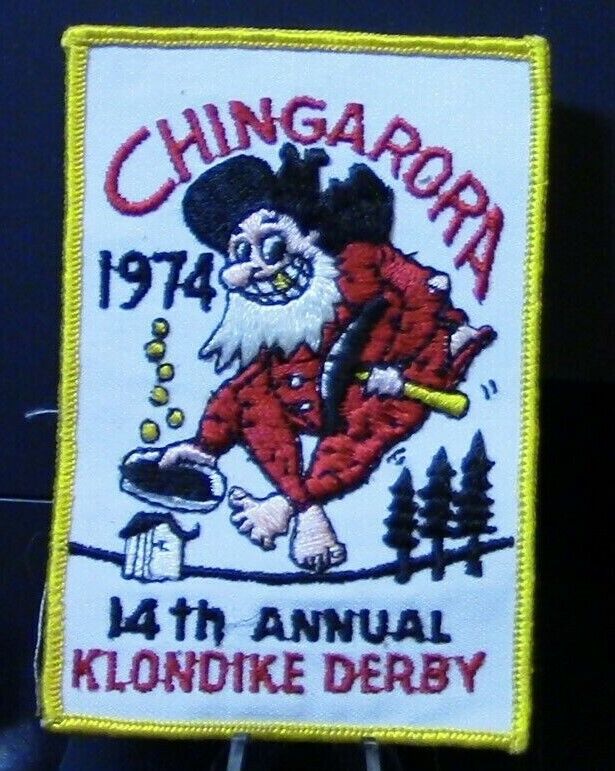 CHINGARORA
1974
14th ANNUAL
KLONDIKE DERBY